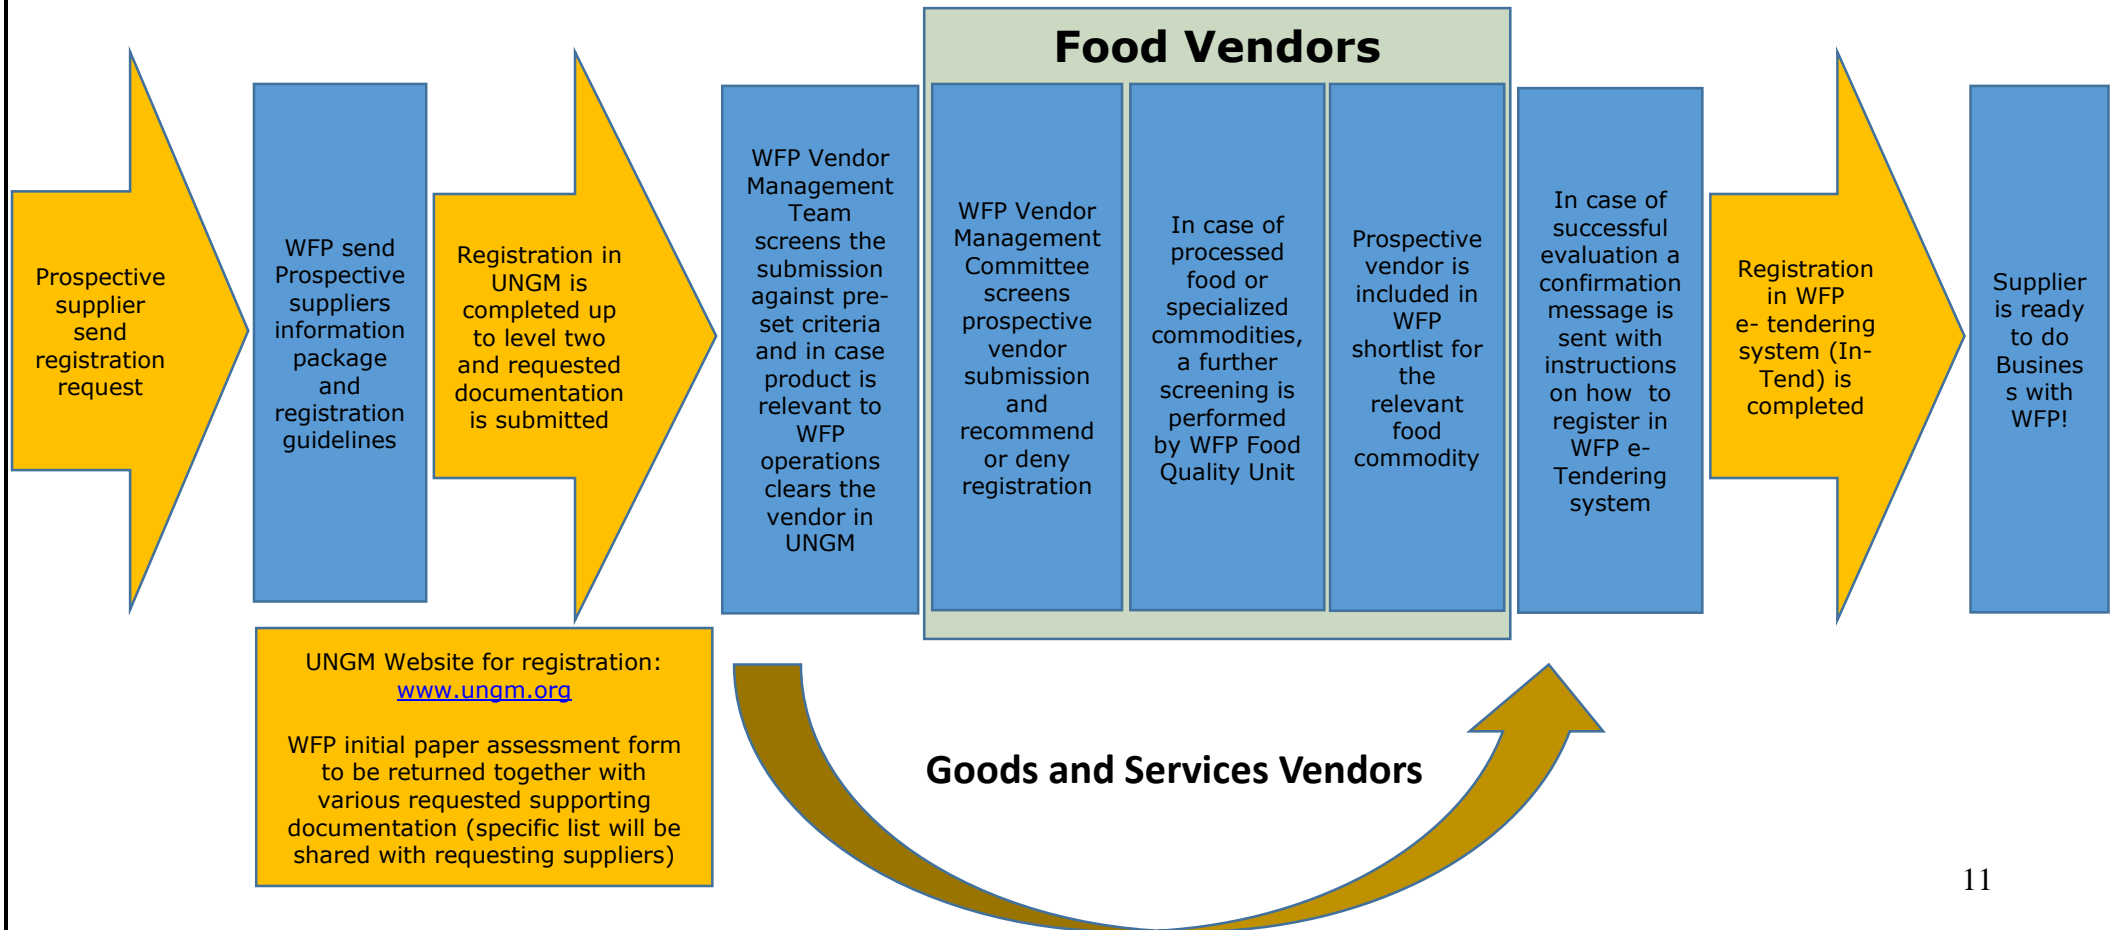 Food Vendors
Prospective
supplier
send
registration
request
WFP send
Prospective
suppliers
information
package
and
registration
guidelines
Registration in
UNGM is
completed up
to level two
and requested
documentation
is submitted
WFP Vendor
Management
Team
screens the
submission
against pre-
set criteria
and in case
product is
relevant to
WFP
operations
clears the
vendor in
UNGM
WFP Vendor
Management
Committee
screens
prospective
vendor
submission
and
recommend
or deny
registration
In case of
processed
food or
specialized
commodities,
a further
screening is
performed
by WFP Food
Quality Unit
Prospective
vendor is
included in
WFP
shortlist for
the
relevant
food
commodity
In case of
successful
evaluation a
confirmation
message is
sent with
instructions
on how  to
register in
WFP e-
Tendering
system
Registration
in WFP
e- tendering
system (In-
Tend) is
completed
Supplier
is ready
to do
Busines
s with
WFP!
UNGM Website for registration:
www.ungm.org
WFP initial paper assessment form
to be returned together with
various requested supporting
documentation (specific list will be
shared with requesting suppliers)
Goods and Services Vendors
11